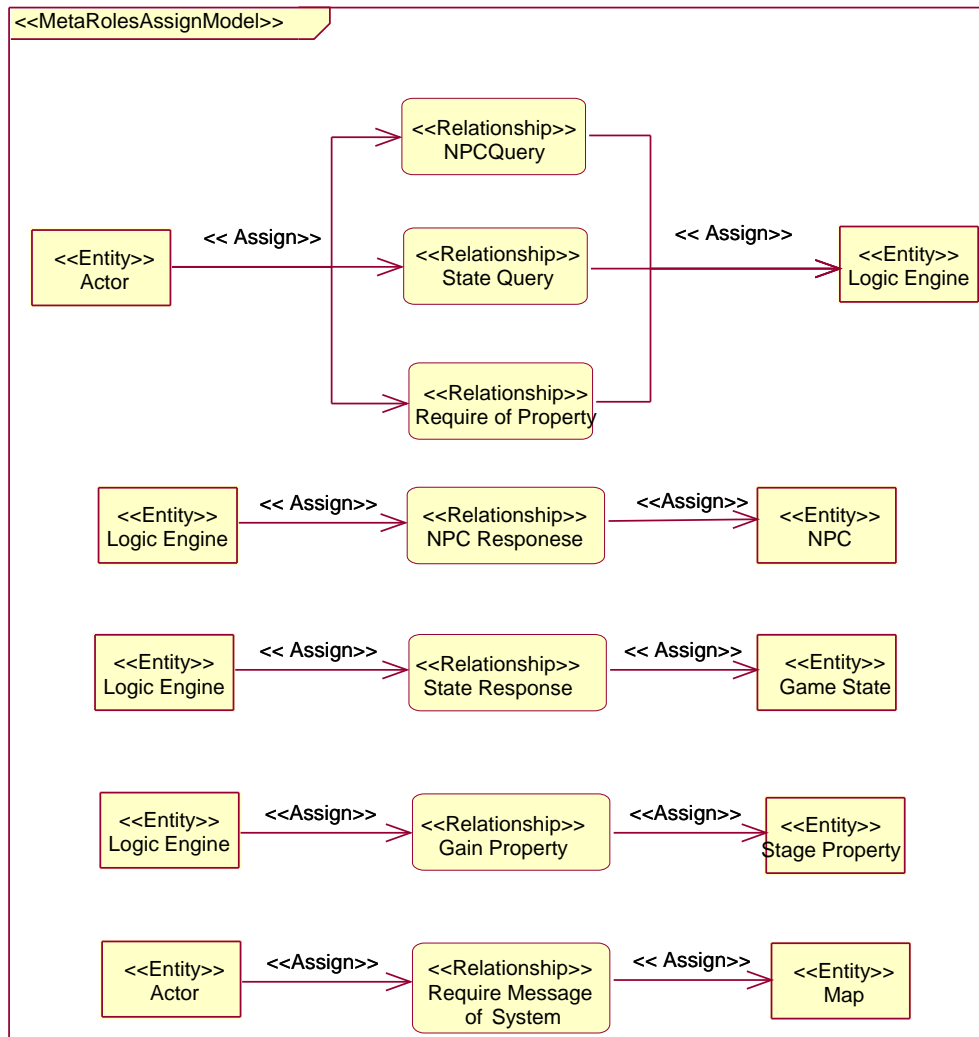 <<MetaRolesAssignModel>>
<<Relationship>>
NPCQuery
<< Assign>>
<< Assign>>
<<Entity>>
Actor
<<Relationship>>
State Query
<<Entity>>
Logic Engine
<<Relationship>>
Require of Property
<<Entity>>
Logic Engine
<< Assign>>
<<Relationship>>
NPC Responese
<<Assign>>
<<Entity>>
NPC
<<Entity>>
Logic Engine
<< Assign>>
<<Relationship>>
State Response
<< Assign>>
<<Entity>>
Game State
<<Entity>>
Logic Engine
<<Assign>>
<<Relationship>>
Gain Property
<<Assign>>
<<Entity>>
Stage Property
<<Entity>>
Actor
<<Assign>>
<<Relationship>>
Require Message
of System
<< Assign>>
<<Entity>>
Map